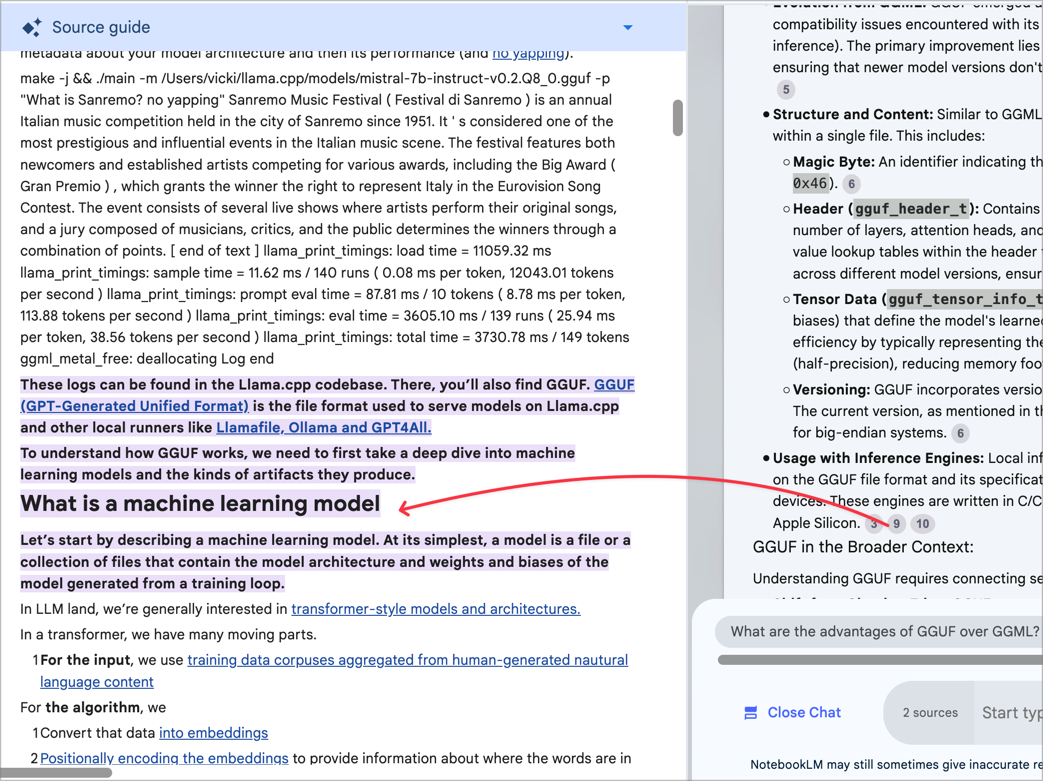 Source guide
metadata about your model architecture and then its performance (and no yapping).
make -j && ./main -m /Users/vicki/llama.cpp/models/mistral-7b-instruct-v0.2.Q8_0.gguf -p
"What is Sanremo? no yapping" Sanremo Music Festival ( Festival di Sanremo ) is an annual
Italian music competition held in the city of Sanremo since 1951. It ' s considered one of the
most prestigious and influential events in the Italian music scene. The festival features both
newcomers and established artists competing for various awards, including the Big Award (
Gran Premio ) , which grants the winner the right to represent Italy in the Eurovision Song
Contest. The event consists of several live shows where artists perform their original songs,
and a jury composed of musicians, critics, and the public determines the winners through a
combination of points. [ end of text ] llama_print_timings: load time = 11059.32 ms
llama_print_timings: sample time = 11.62 ms / 140 runs ( 0.08 ms per token, 12043.01 tokens
per second ) llama_print_timings: prompt eval time = 87.81 ms / 10 tokens ( 8.78 ms per token,
113.88 tokens per second ) llama_print_timings: eval time = 3605.10 ms / 139 runs ( 25.94 ms
per token, 38.56 tokens per second ) llama_print_timings: total time = 3730.78 ms / 149 tokens
ggml_metal_free: deallocating Log end
These logs can be found in the Llama.cpp codebase. There, you’ll also find GGUF. GGUF
(GPT-Generated Unified Format) is the file format used to serve models on Llama.cpp
and other local runners like Llamafile, Ollama and GPT4All.
To understand how GGUF works, we need to first take a deep dive into machine
learning models and the kinds of artifacts they produce.
What is a machine learning model
Let’s start by describing a machine learning model. At its simplest, a model is a file or a
collection of files that contain the model architecture and weights and biases of the
model generated from a training loop.
In LLM land, we’re generally interested in transformer-style models and architectures.
In a transformer, we have many moving parts.
1 For the input, we use training data corpuses aggregated from human-generated nautural
language content
For the algorithm, we
1 Convert that data into embeddings
2 Positionally encoding the embeddings to provide information about where the words are in
compatibility issues encountered with its
inference). The primary improvement lies
ensuring that newer model versions don't
5
• Structure and Content: Similar to GGML
within a single file. This includes:
○ Magic Byte: An identifier indicating th
0x46). 6
○ Header (gguf_header_t): Contains
number of layers, attention heads, and
value lookup tables within the header
across different model versions, ensur
○ Tensor Data (gguf_tensor_info_t
biases) that define the model's learned
efficiency by typically representing the
(half-precision), reducing memory foo
○ Versioning: GGUF incorporates versio
The current version, as mentioned in th
for big-endian systems. 6
• Usage with Inference Engines: Local inf
on the GGUF file format and its specificat
devices. These engines are written in C/C
Apple Silicon. 3 9 10
GGUF in the Broader Context:
Understanding GGUF requires connecting se
What are the advantages of GGUF over GGML?
Close Chat
2 sources
Start typ
NotebookLM may still sometimes give inaccurate re